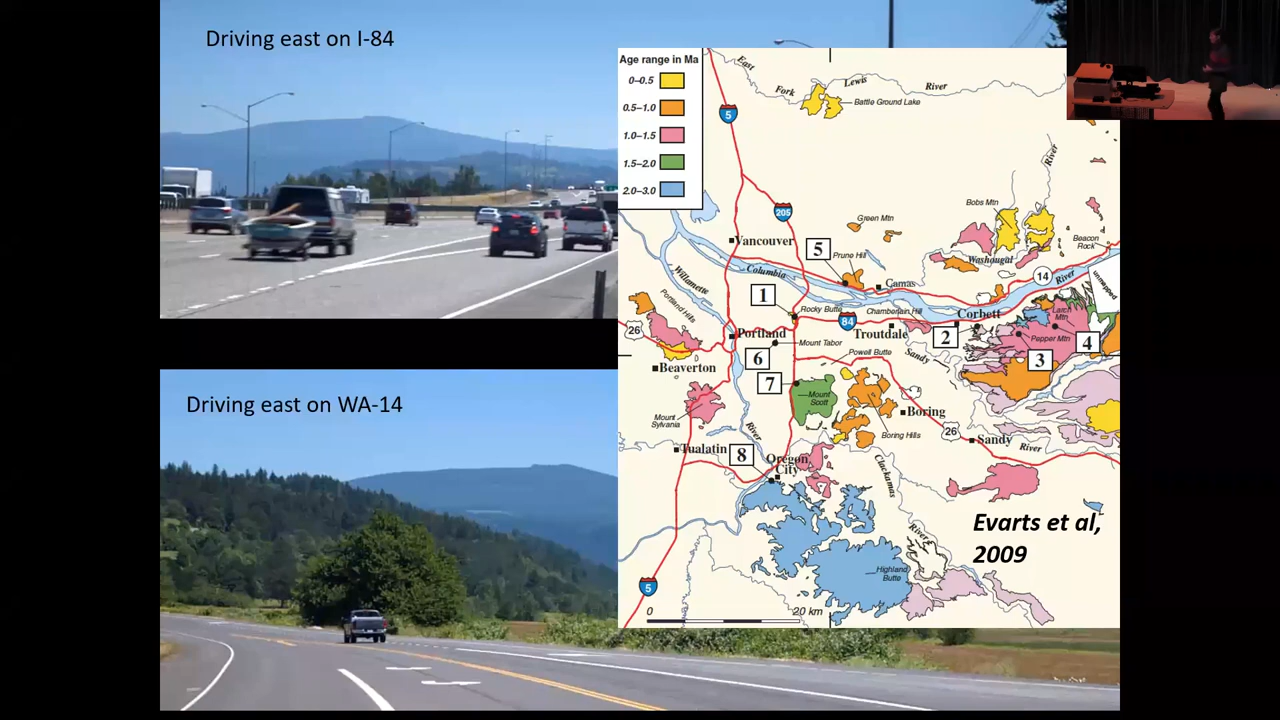 Driving east on I-84
Age range in Ma
0–0.5
0.5–1.0
1.0–1.5
1.5–2.0
2.0–3.0
East
Fork
Lewis
River
Battle Ground Lake
5
205
River
Bobs Mtn
Green Mtn
Beacon
Rock
Vancouver
5
Prune Hill
Washougal
14
River
unmapped
Columbia
Camas
Willamette
1
Rocky Butte
Chamberlain Hill
Corbett
Larch
Mtn
Portland Hills
84
26
Portland
Troutdale
2
Pepper Mtn
4
Mount Tabor
6
Powell Butte
Sandy
3
Beaverton
7
Mount
Scott
Mount
Sylvania
Boring
26
River
Boring Hills
Sandy
River
Tualatin
8
Oregon
City
Clackamas
River
Highland
Butte
5
0
20 km
Evarts et al,
2009
Driving east on WA-14